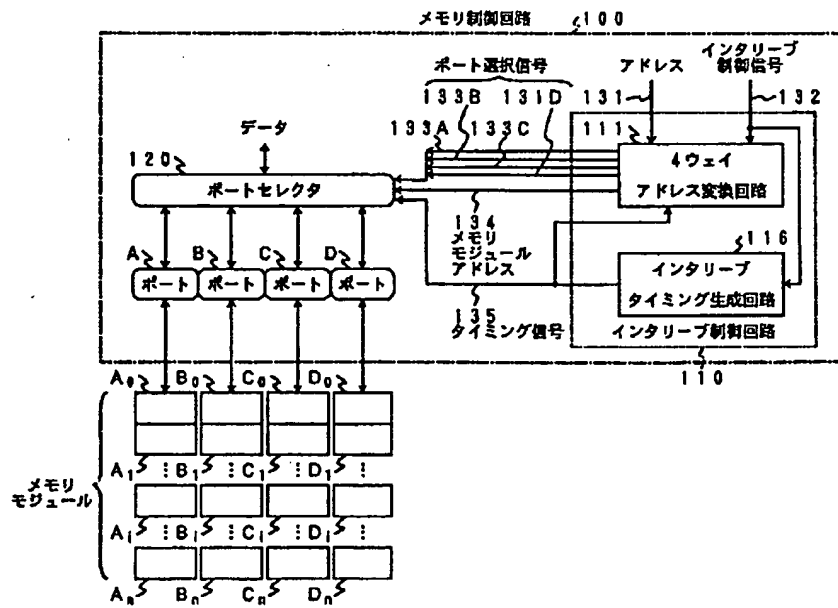 メモリ制御回路
100
ポート選択信号
133B 131D
133A 133C
アドレス
131
インタリーブ
制御信号
132
111
データ
120
ポートセレクタ
4ウェイ
アドレス変換回路
134
メモリ
モジュール
アドレス
116
A B C D
ポート ポート ポート ポート
インタリーブ
タイミング生成回路
135
タイミング信号
インタリーブ制御回路
110
A₀ B₀ C₀ D₀
メモリ
モジュール
A₁ ⋮ B₁ ⋮ C₁ ⋮ D₁ ⋮
Aᵢ ⋮ Bᵢ ⋮ Cᵢ ⋮ Dᵢ ⋮
Aₙ Bₙ Cₙ Dₙ